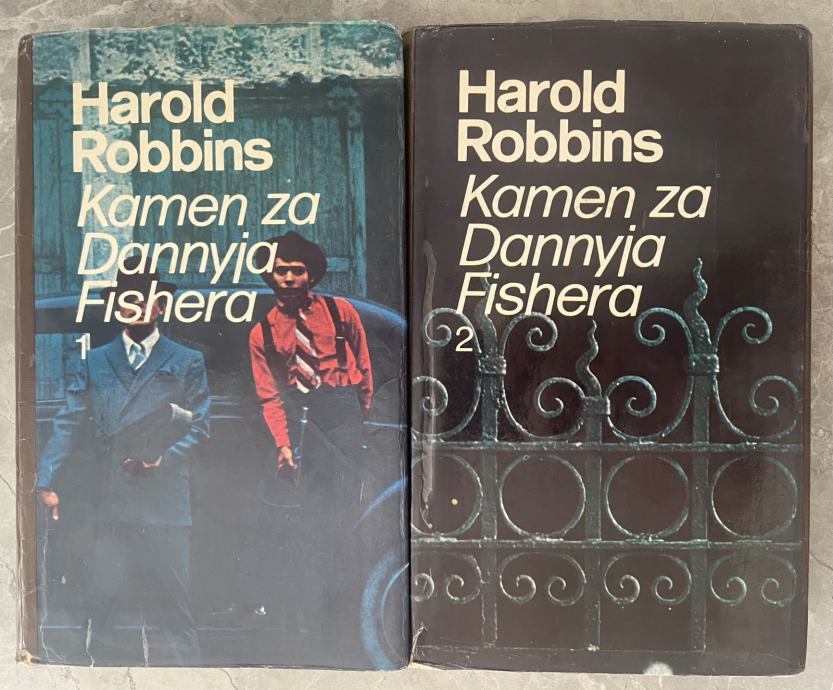 Harold
Robbins
Kamen za
Dannyja
Fishera
1
Harold
Robbins
Kamen za
Dannyja
Fishera
2